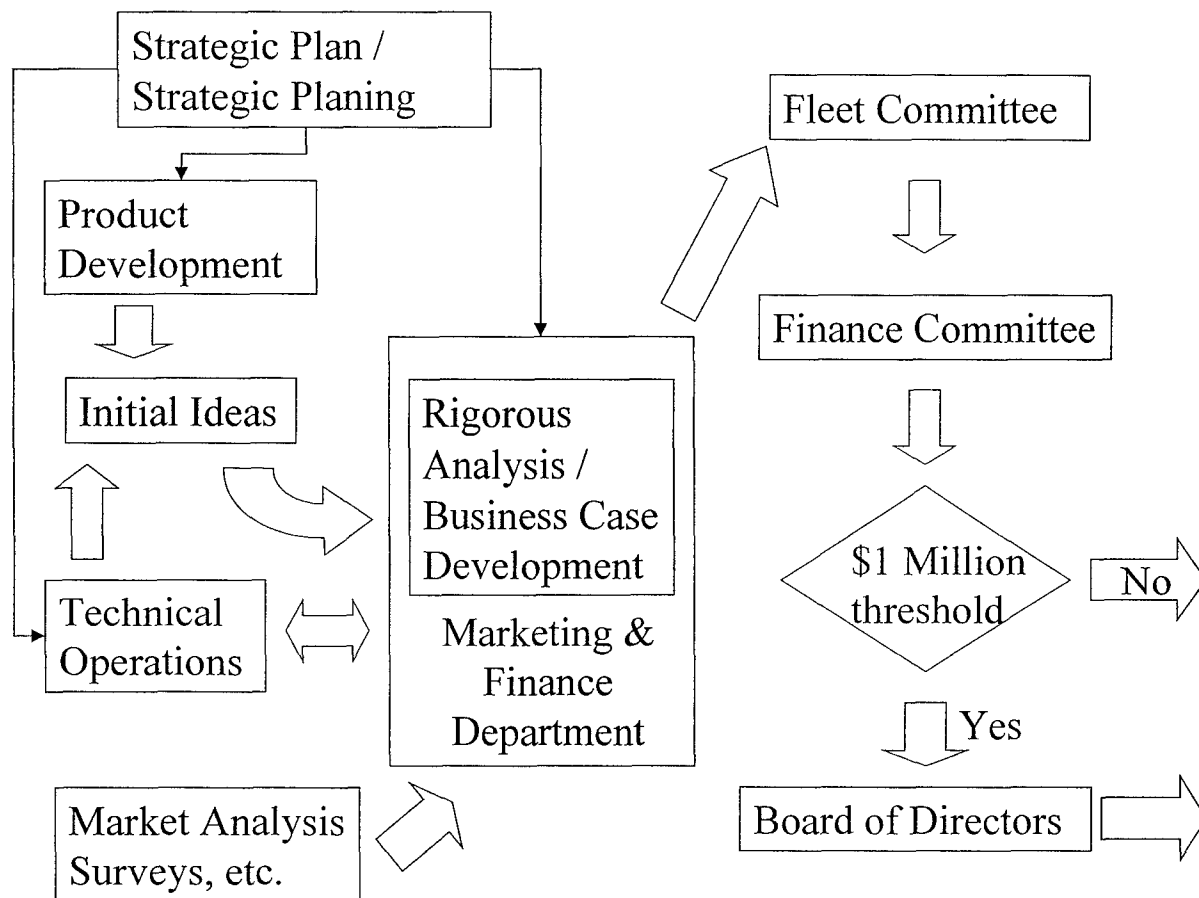 Strategic Plan /
Strategic Planing
Product
Development
Initial Ideas
Technical
Operations
Market Analysis
Surveys, etc.
Rigorous
Analysis /
Business Case
Development
Marketing &
Finance
Department
Fleet Committee
Finance Committee
$1 Million
threshold
No
Yes
Board of Directors